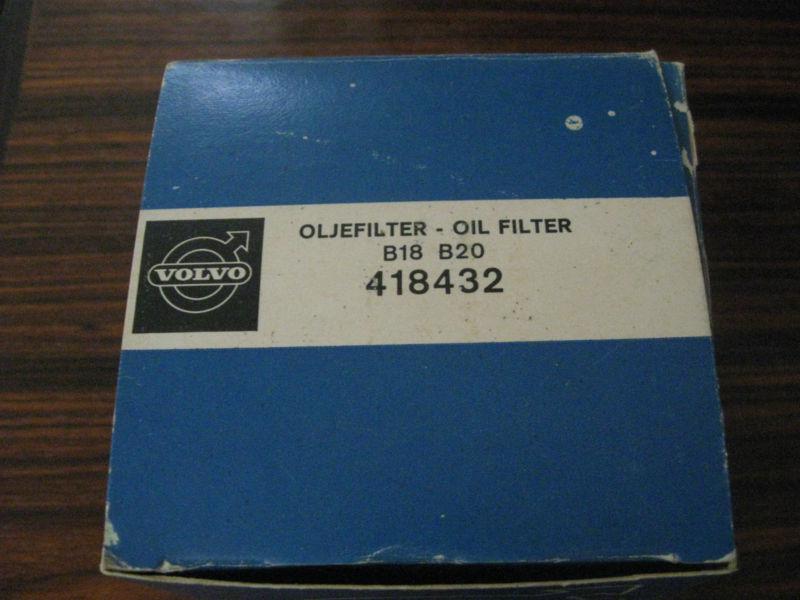 OLJEFILTER - OIL FILTER
B18 B20
418432
VOLVO